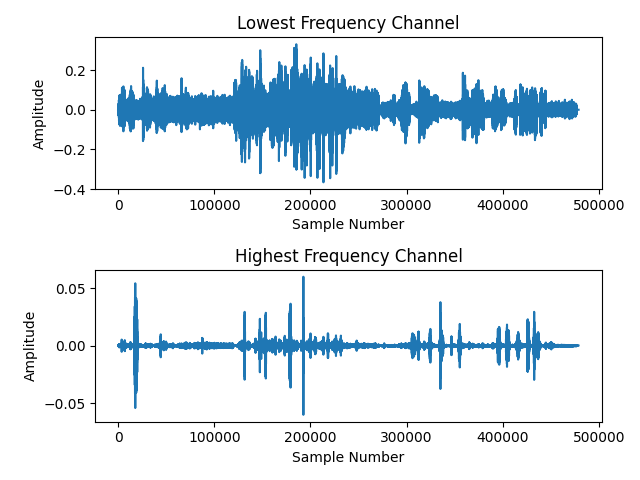 Lowest Frequency Channel
0.2
0.0
−0.2
−0.4
Amplitude
0 100000 200000 300000 400000 500000
Sample Number
Highest Frequency Channel
0.05
0.00
−0.05
Amplitude
0 100000 200000 300000 400000 500000
Sample Number